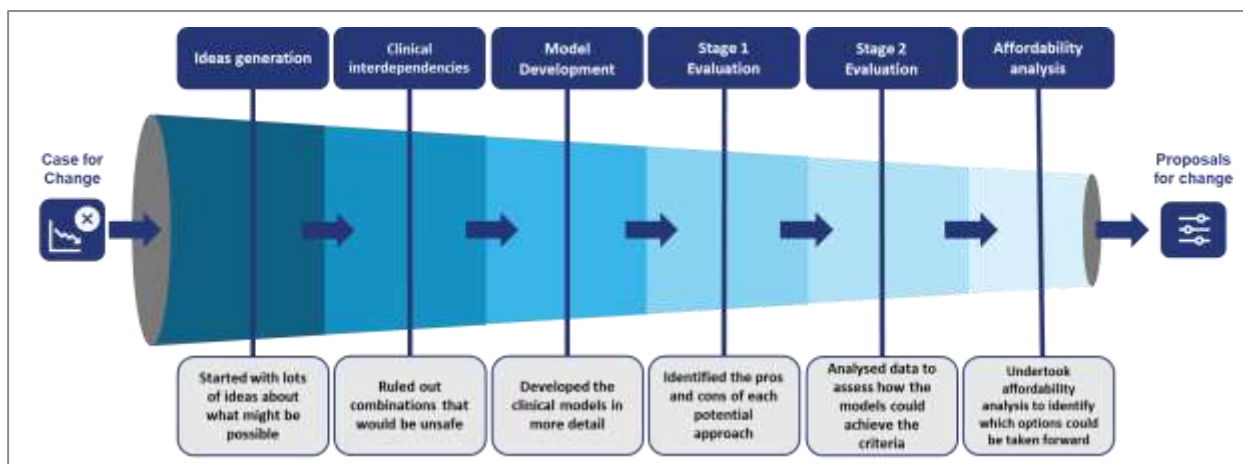 Ideas generation
Clinical
interdependencies
Model
Development
Stage 1
Evaluation
Stage 2
Evaluation
Affordability
analysis
Case for
Change
Proposals
for change
Started with lots
of ideas about
what might be
possible
Ruled out
combinations that
would be unsafe
Developed the
clinical models in
more detail
Identified the pros
and cons of each
potential
approach
Analysed data to
assess how the
models could
achieve the
criteria
Undertook
affordability
analysis to identify
which options could
be taken forward